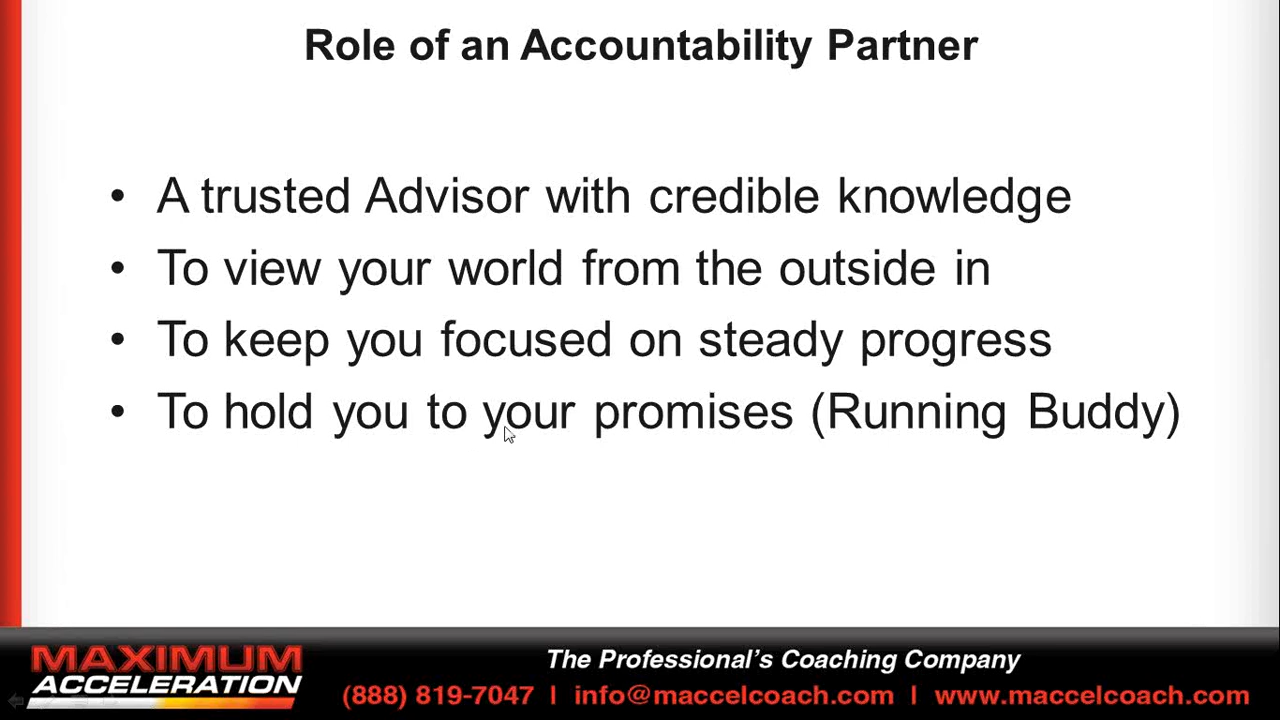 Role of an Accountability Partner
• A trusted Advisor with credible knowledge
• To view your world from the outside in
• To keep you focused on steady progress
• To hold you to your promises (Running Buddy)
MAXIMUM
ACCELERATION
The Professional's Coaching Company
(888) 819-7047 | info@maccelcoach.com | www.maccelcoach.com